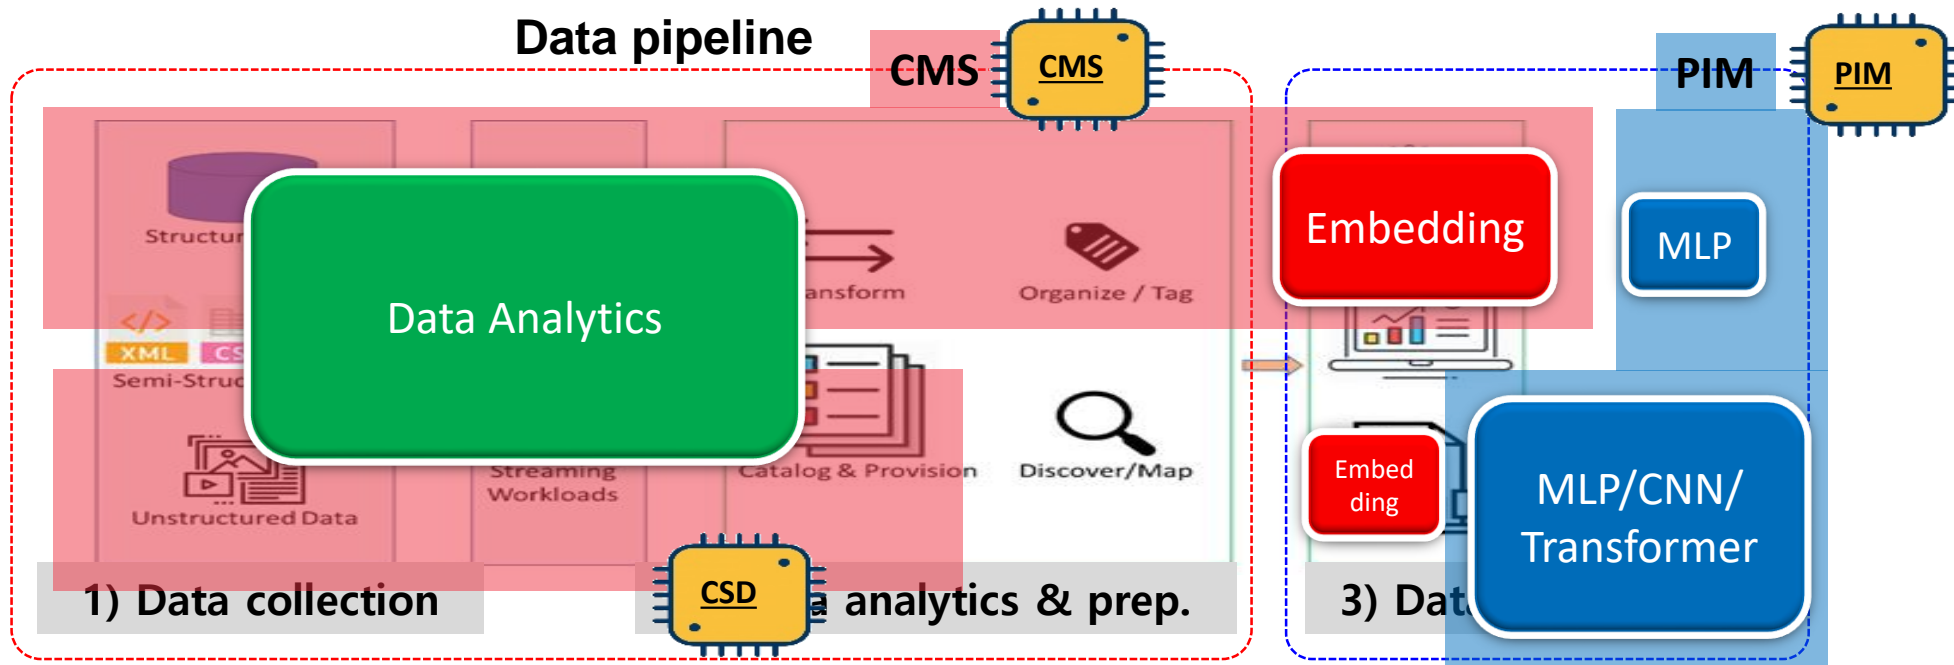 Data pipeline
CMS
CMS
PIM
PIM
Structur
ansform
Organize / Tag
Embedding
MLP
Data Analytics
XML
CS
Semi-Struc
Streaming
Workloads
Catalog & Provision
Discover/Map
Unstructured Data
Embed
ding
MLP/CNN/
Transformer
1) Data collection
CSD
a analytics & prep.
3) Dat